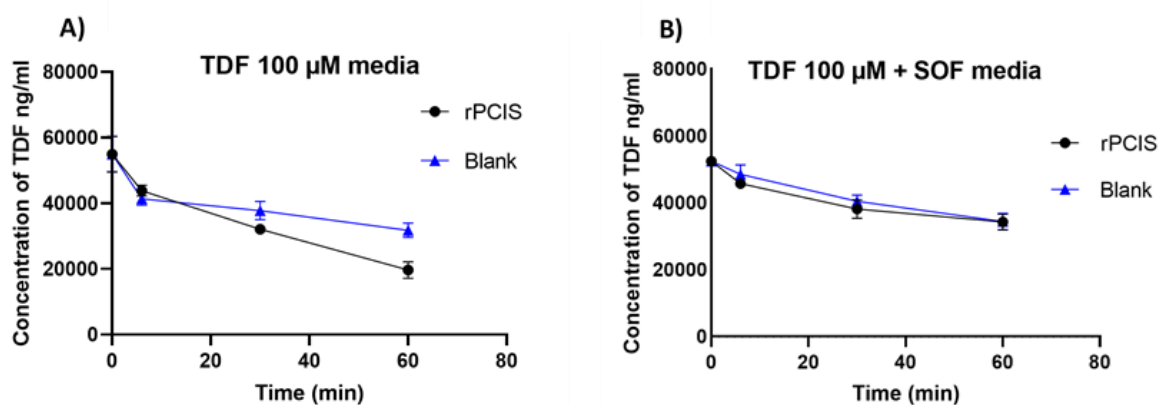 A)
TDF 100 µM media
Concentration of TDF ng/ml
80000
60000
40000
20000
0
0 20 40 60 80
Time (min)
rPCIS
Blank
B)
TDF 100 µM + SOF media
Concentration of TDF ng/ml
80000
60000
40000
20000
0
0 20 40 60 80
Time (min)
rPCIS
Blank